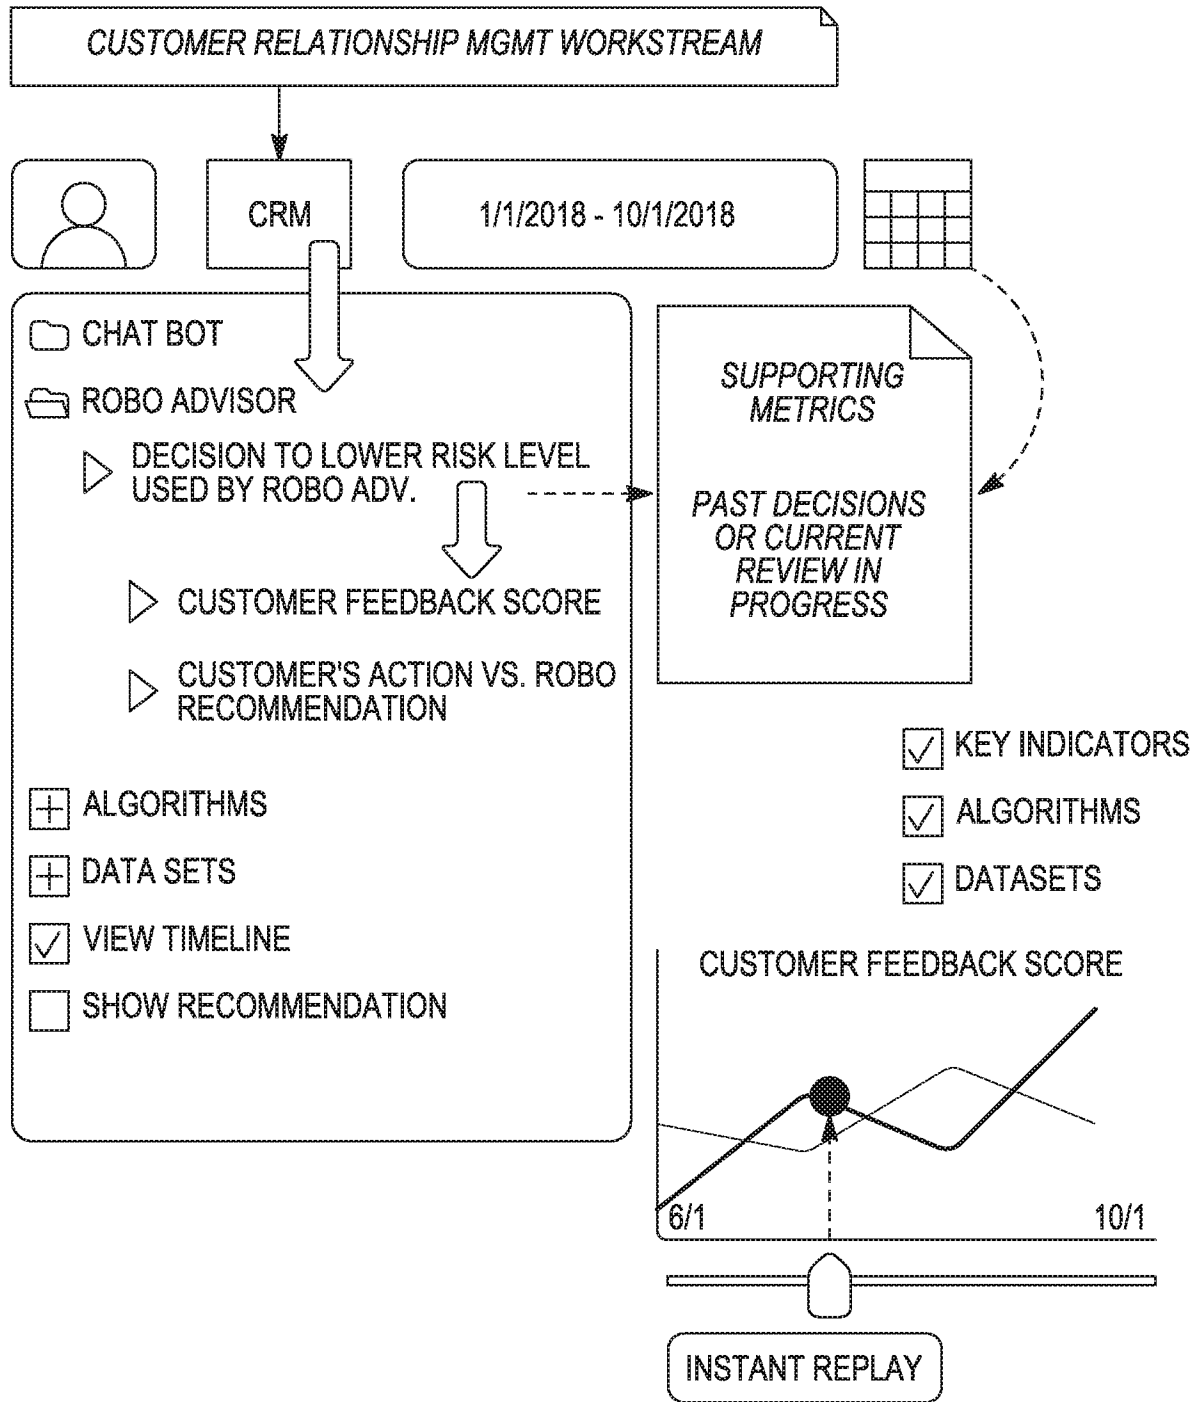 CUSTOMER RELATIONSHIP MGMT WORKSTREAM
CRM
1/1/2018 - 10/1/2018
CHAT BOT
ROBO ADVISOR
DECISION TO LOWER RISK LEVEL
USED BY ROBO ADV.
CUSTOMER FEEDBACK SCORE
CUSTOMER'S ACTION VS. ROBO
RECOMMENDATION
ALGORITHMS
DATA SETS
VIEW TIMELINE
SHOW RECOMMENDATION
SUPPORTING
METRICS
PAST DECISIONS
OR CURRENT
REVIEW IN
PROGRESS
KEY INDICATORS
ALGORITHMS
DATASETS
CUSTOMER FEEDBACK SCORE
6/1
10/1
INSTANT REPLAY